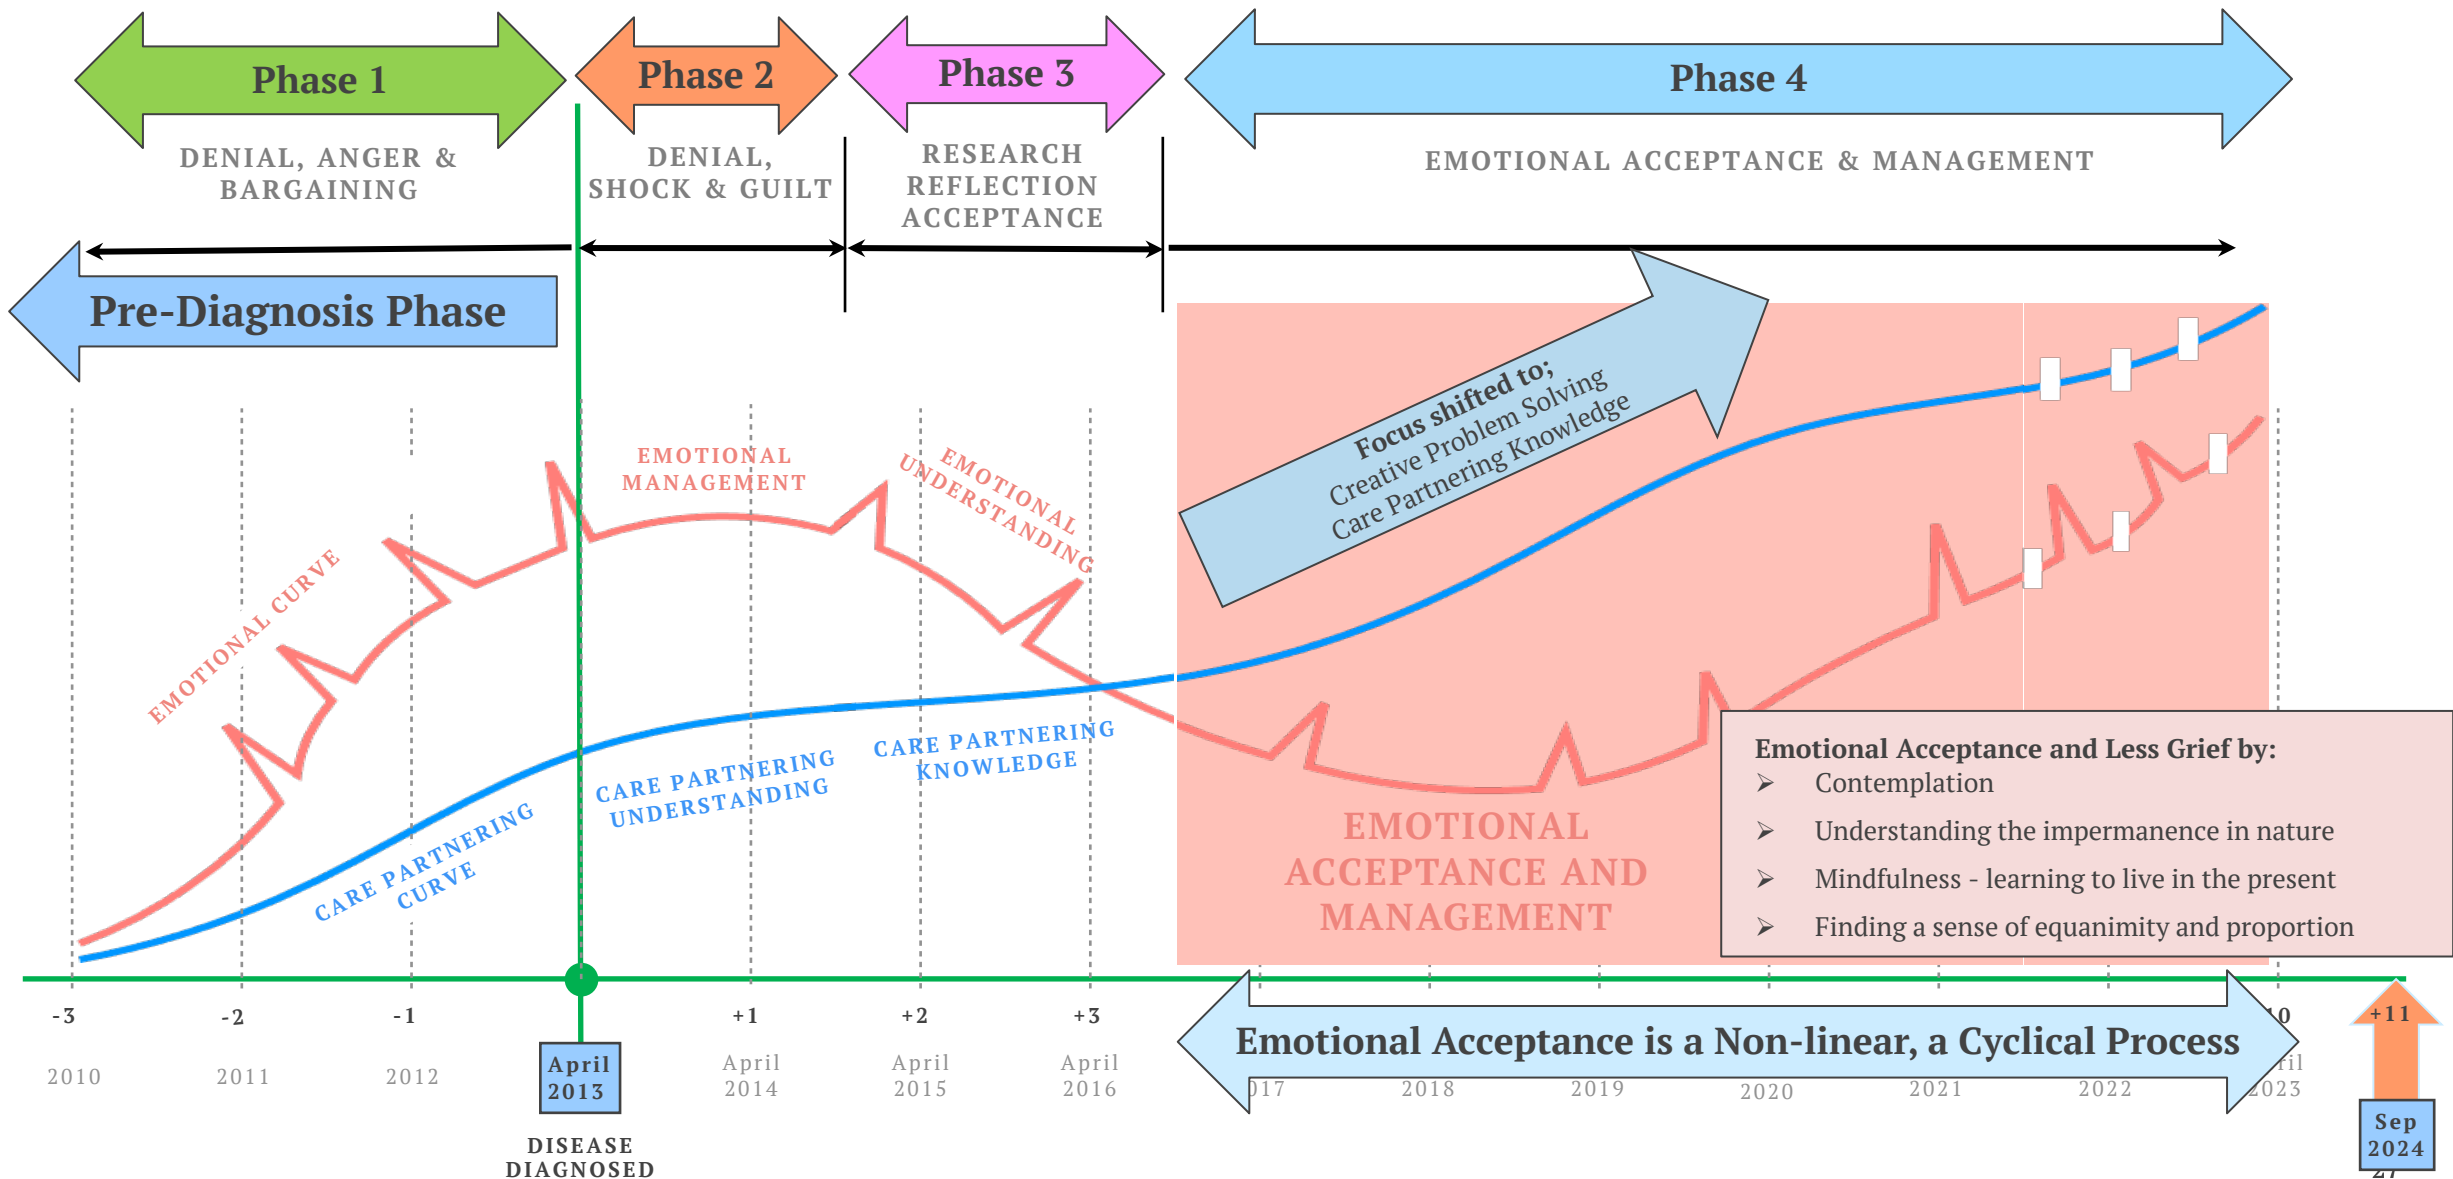 Phase 1
Phase 2
Phase 3
Phase 4
DENIAL, ANGER &
BARGAINING
DENIAL,
SHOCK & GUILT
RESEARCH
REFLECTION
ACCEPTANCE
EMOTIONAL ACCEPTANCE & MANAGEMENT
Pre-Diagnosis Phase
Focus shifted to;
Creative Problem Solving
Care Partnering Knowledge
EMOTIONAL CURVE
EMOTIONAL
MANAGEMENT
EMOTIONAL
UNDERSTANDING
CARE PARTNERING
CURVE
CARE PARTNERING
UNDERSTANDING
CARE PARTNERING
KNOWLEDGE
EMOTIONAL
ACCEPTANCE AND
MANAGEMENT
Emotional Acceptance and Less Grief by:
Contemplation
Understanding the impermanence in nature
Mindfulness - learning to live in the present
Finding a sense of equanimity and proportion
Emotional Acceptance is a Non-linear, a Cyclical Process
-3
-2
-1
+1
+2
+3
+11
2010
2011
2012
April
2013
April
2014
April
2015
April
2016
2018
2019
2020
2021
2022
2023
Sep
2024
DISEASE
DIAGNOSED